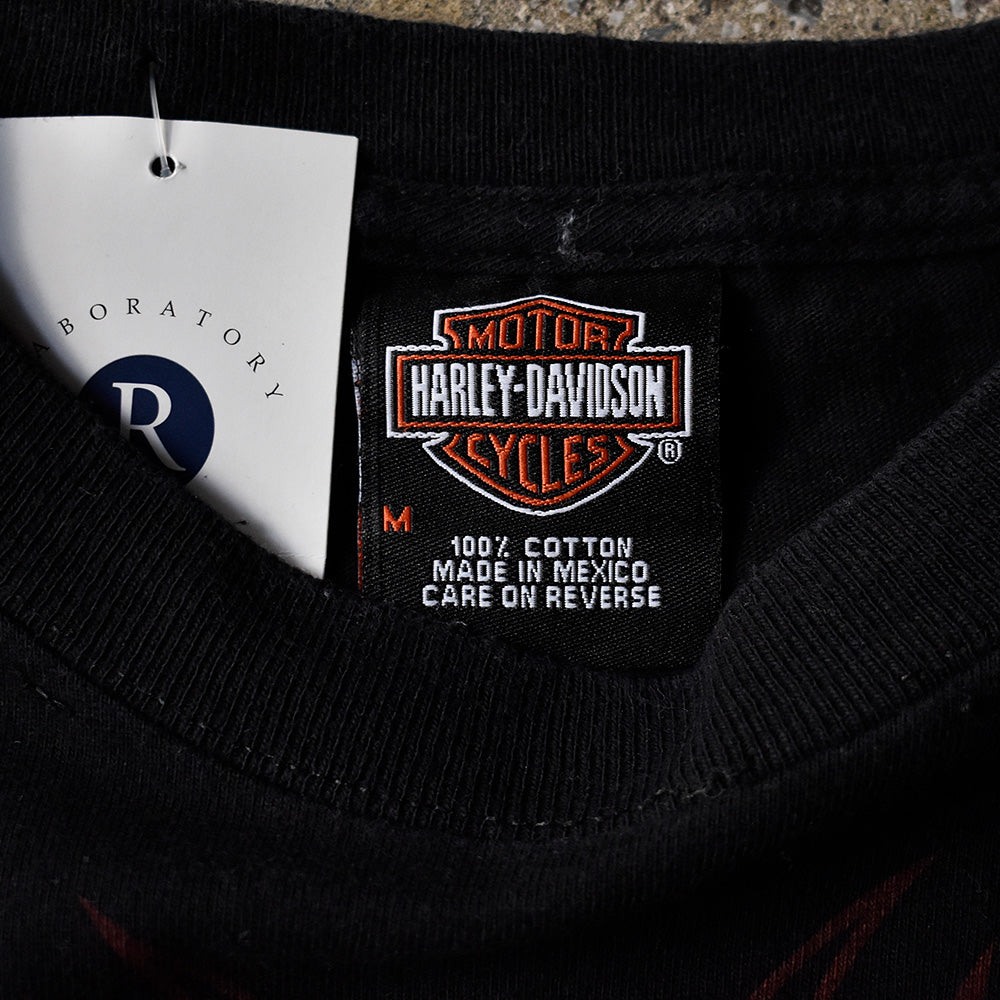 ABORATORY
R
MOTOR
HARLEY-DAVIDSON
CYCLES
®
M
100% COTTON
MADE IN MEXICO
CARE ON REVERSE